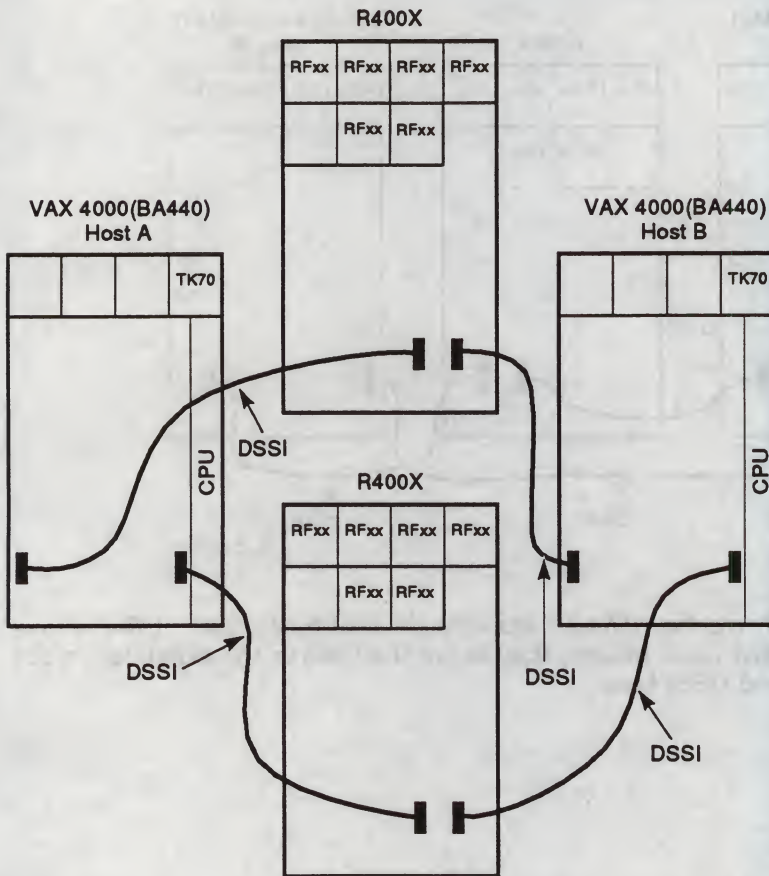 R400X
RFxx RFxx RFxx RFxx
RFxx RFxx
VAX 4000(BA440)
Host A
TK70
CPU
VAX 4000(BA440)
Host B
TK70
CPU
DSSI
R400X
RFxx RFxx RFxx RFxx
RFxx RFxx
DSSI
DSSI
DSSI